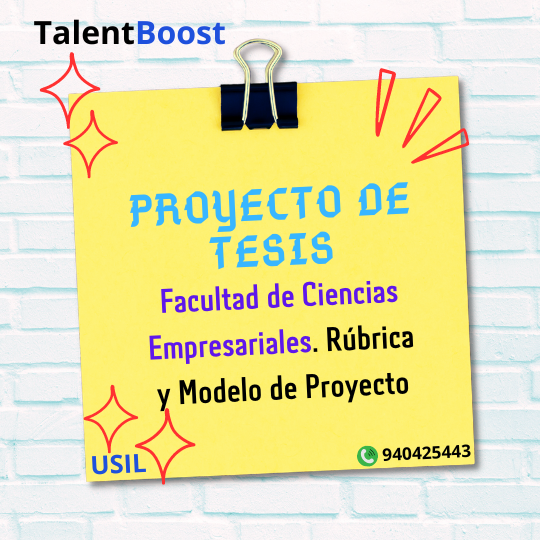 TalentBoost
PROYECTO DE
TESIS
Facultad de Ciencias
Empresariales. Rúbrica
y Modelo de Proyecto
USIL
940425443